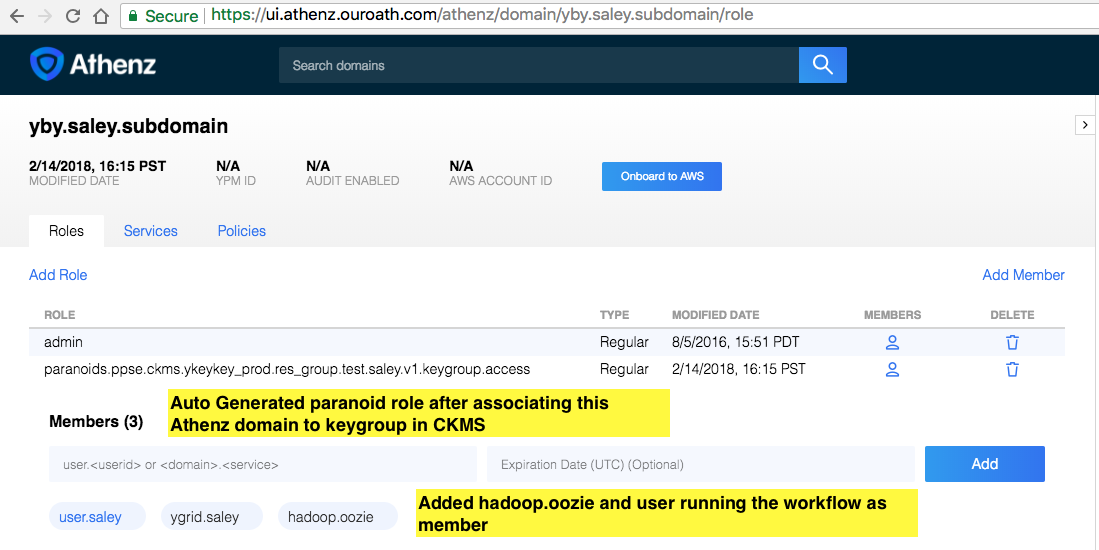 Secure https://ui.athenz.ouroath.com/athenz/domain/yby.saley.subdomain/role
Athenz
Search domains
yby.saley.subdomain
2/14/2018, 16:15 PST N/A N/A N/A
MODIFIED DATE YPM ID AUDIT ENABLED AWS ACCOUNT ID
Onboard to AWS
Roles Services Policies
Add Role Add Member
ROLE TYPE MODIFIED DATE MEMBERS DELETE
admin Regular 8/5/2016, 15:51 PDT
paranoids.ppse.ckms.ykeykey_prod.res_group.test.saley.v1.keygroup.access Regular 2/14/2018, 16:15 PST
Members (3)
Auto Generated paranoid role after associating this
Athenz domain to keygroup in CKMS
user.<userid> or <domain>.<service> Expiration Date (UTC) (Optional) Add
user.saley ygrid.saley hadoop.oozie
Added hadoop.oozie and user running the workflow as
member